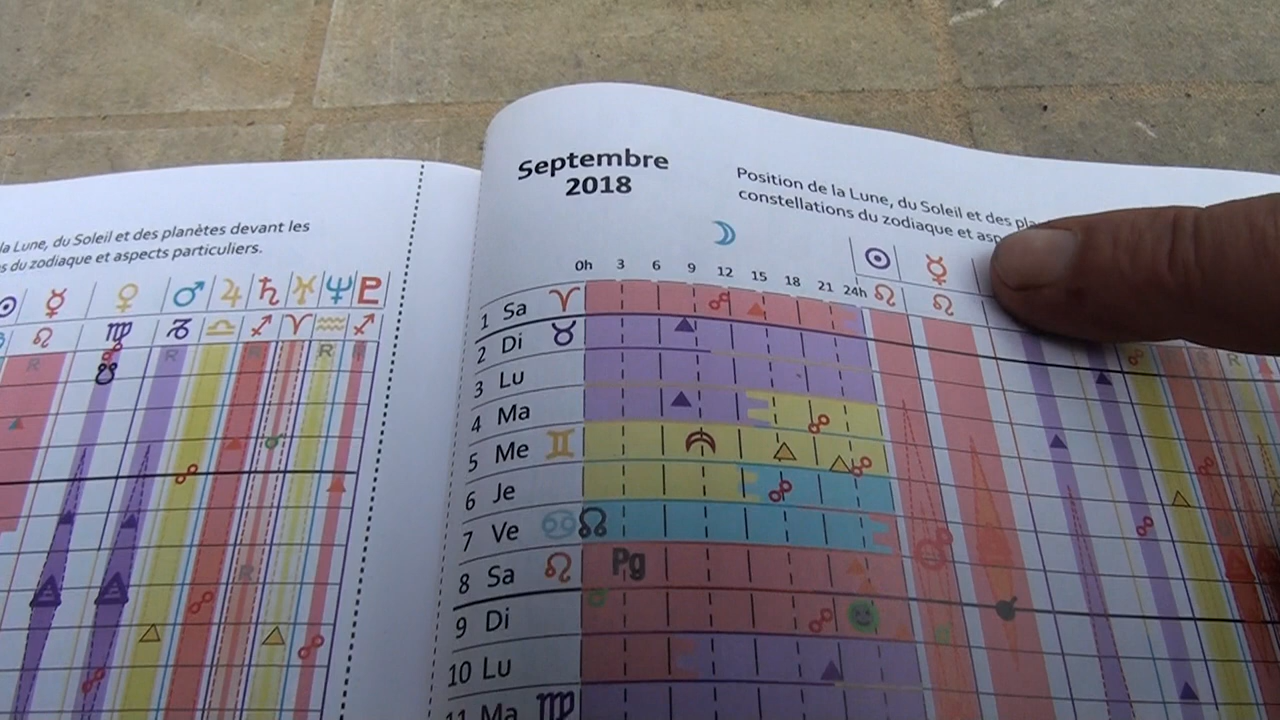 la Lune, du Soleil et des planètes devant les
s du zodiaque et aspects particuliers.
R R R R
R
R
Septembre
2018
Position de la Lune, du Soleil et des
constellations du zodiaque et
0h 3 6 9 12 15 18 21 24h
1 Sa
2 Di
3 Lu
4 Ma
5 Me
6 Je
7 Ve
8 Sa Pg
9 Di
10 Lu
11 Ma